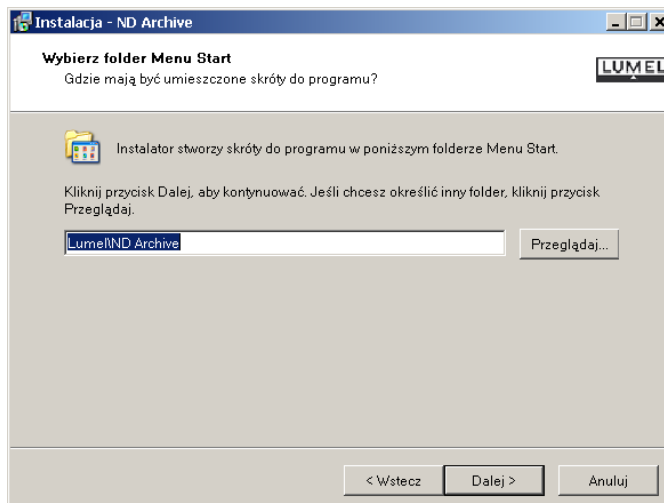 Instalacja - ND Archive
Wybierz folder Menu Start
Gdzie mają być umieszczone skróty do programu?
LUMEL
Instalator stworzy skróty do programu w poniższym folderze Menu Start.
Kliknij przycisk Dalej, aby kontynuować. Jeśli chcesz określić inny folder, kliknij przycisk
Przeglądaj.
Lumel\ND Archive
Przeglądaj...
< Wstecz
Dalej >
Anuluj